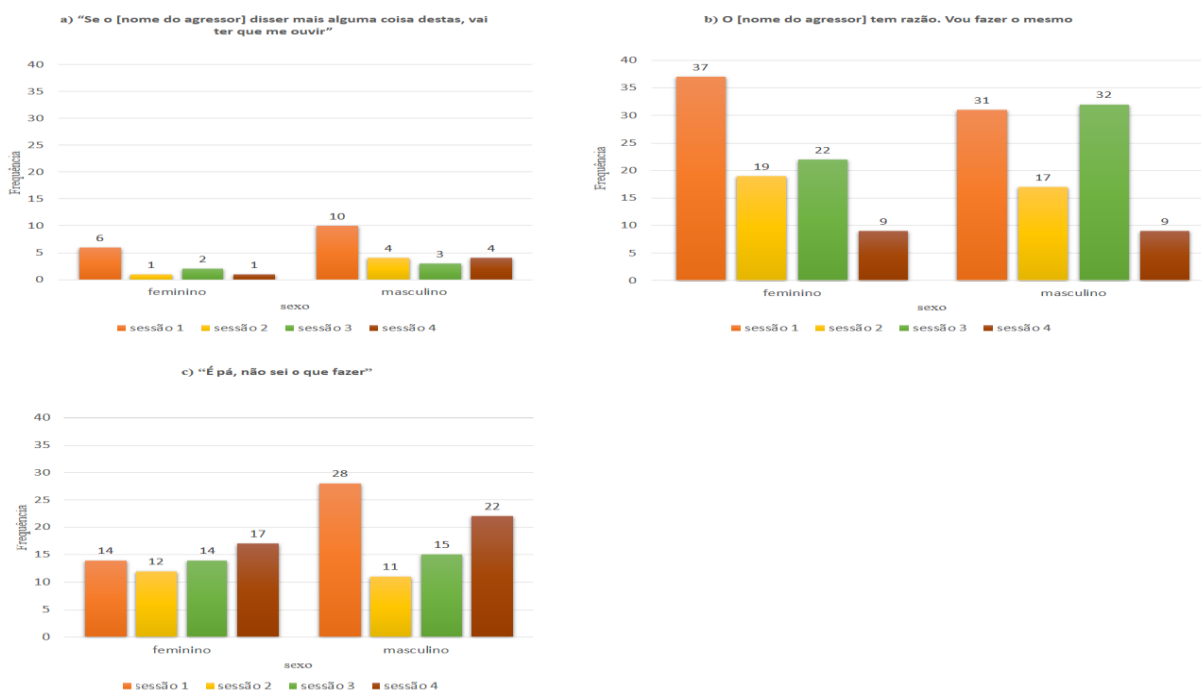 a) “Se o [nome do agressor] disser mais alguma coisa destas, vai
ter que me ouvir”
40
35
30
25
20
15
10
5
0
Frequência
6
1
2
1
10
4
3
4
feminino
masculino
sexo
sessão 1
sessão 2
sessão 3
sessão 4
b) O [nome do agressor] tem razão. Vou fazer o mesmo
40
35
30
25
20
15
10
5
0
Frequência
37
19
22
9
31
17
32
9
feminino
masculino
sexo
sessão 1
sessão 2
sessão 3
sessão 4
c) “É pá, não sei o que fazer”
40
35
30
25
20
15
10
5
0
Frequência
14
12
14
17
28
11
15
22
feminino
masculino
sexo
sessão 1
sessão 2
sessão 3
sessão 4